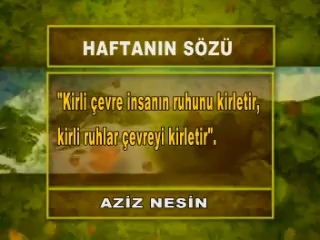 HAFTANIN SÖZÜ
"Kirli çevre insanın ruhunu kirletir,
kirli ruhlar çevreyi kirletir".
AZİZ NESİN